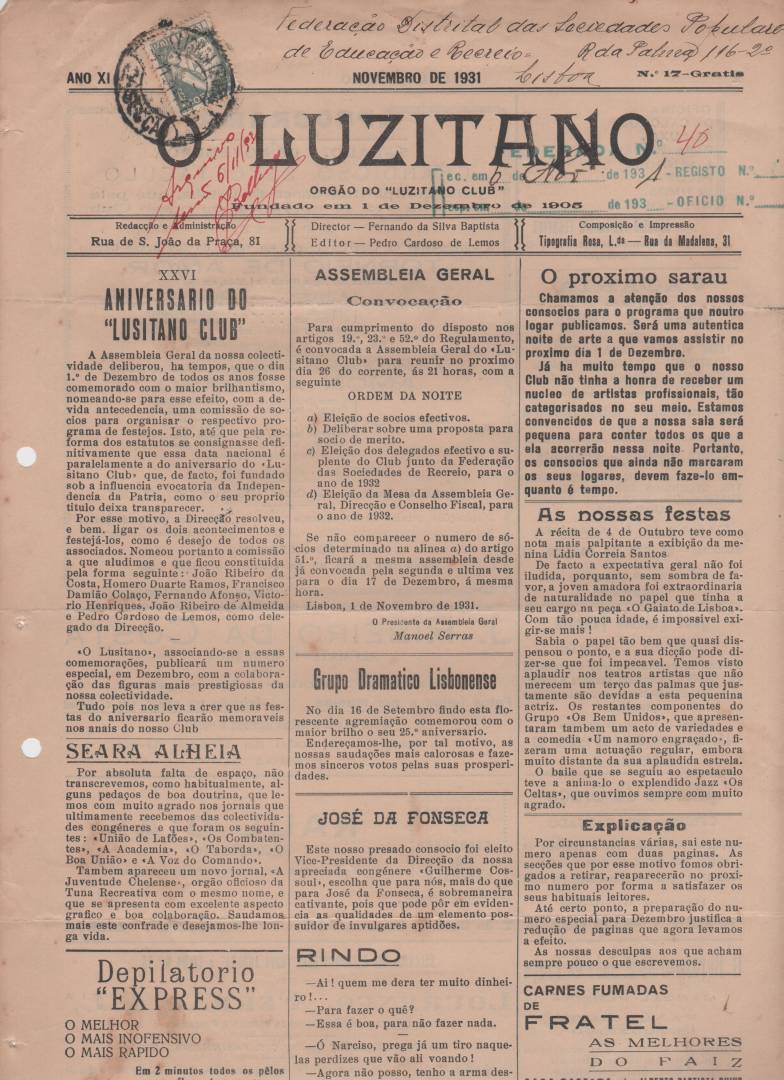 Federação Distrital das Sociedades Populares
de Educação e Recreio. R da Palma, 116-2º
Lisboa
ANO XI
NOVEMBRO DE 1931
N.º 17-Gratis
O LUZITANO
FEDERADA N.º 40
Rec. em 6 de Nov. de 1931 - REGISTO N.º
de 193 - OFICIO N.º
ORGÃO DO "LUZITANO CLUB"
Fundado em 1 de Dezembro de 1905
Redacção e Administração
Rua de S. João da Praça, 81
Director — Fernando da Silva Baptista
Editor — Pedro Cardoso de Lemos
Composição e Impressão
Tipografia Rosa, L.da — Rua da Madalena, 31
XXVI
ANIVERSARIO DO
"LUSITANO CLUB"
A Assembleia Geral da nossa colecti-
vidade deliberou, ha tempos, que o dia
1.º de Dezembro de todos os anos fosse
comemorado com o maior brilhantismo,
nomeando-se para esse efeito, com a de-
vida antecedencia, uma comissão de so-
cios para organisar o respectivo pro-
grama de festejos. Isto, até que pela re-
forma dos estatutos se consignasse defi-
nitivamente que essa data nacional é
paralelamente a do aniversario do «Lu-
sitano Club» que, de facto, foi fundado
sob a influencia evocatoria da Indepen-
dencia da Patria, como o seu proprio
titulo deixa transparecer.
Por esse motivo, a Direcção resolveu,
e bem. ligar os dois acontecimentos e
festejá-los, como é desejo de todos os
associados. Nomeou portanto a comissão
a que aludimos e que ficou constituida
pela forma seguinte: João Ribeiro da
Costa, Homero Duarte Ramos, Francisco
Damião Colaço, Fernando Afonso, Victo-
rio Henriques, João Ribeiro de Almeida
e Pedro Cardoso de Lemos, como dele-
gado da Direcção.
—
«O Lusitano», associando-se a essas
comemorações, publicará um numero
especial, em Dezembro, com a colabora-
ção das figuras mais prestigiosas da
nossa colectividade.
Tudo pois nos leva a crer que as fes-
tas do aniversario ficarão memoraveis
nos anais do nosso Club
SEARA ALHEIA
Por absoluta falta de espaço, não
transcrevemos, como habitualmente, al-
guns pedaços de boa doutrina, que le-
mos com muito agrado nos jornais que
ultimamente recebemos das colectivida-
des congéneres e que foram os seguin-
tes: «União de Lafões», «Os Combaten-
tes», «A Academia», «O Taborda», «O
Boa União» e «A Voz do Comando».
Tambem apareceu um novo jornal, «A
Juventude Chelense», orgão oficioso da
Tuna Recreativa com o mesmo nome, e
que se apresenta com excelente aspecto
grafico e boa colaboração. Saudamos
mais este confrade e desejamos-lhe lon-
ga vida.
Depilatorio
"EXPRESS"
O MELHOR
O MAIS INOFENSIVO
O MAIS RAPIDO
Em 2 minutos todos os pêlos
ASSEMBLEIA GERAL
Convocação
Para cumprimento do disposto nos
artigos 19.º, 23.º e 52.º do Regulamento,
é convocada a Assembleia Geral do «Lu-
sitano Club» para reunir no proximo
dia 26 do corrente, ás 21 horas, com a
seguinte
ORDEM DA NOITE
a) Eleição de socios efectivos.
b) Deliberar sobre uma proposta para
socio de merito.
c) Eleição dos delegados efectivo e su-
plente do Club junto da Federação
das Sociedades de Recreio, para o
ano de 1932
d) Eleição da Mesa da Assembleia Ge-
ral, Direcção e Conselho Fiscal, para
o ano de 1932.
Se não comparecer o numero de só-
cios determinado na alinea a) do artigo
51.º, ficará a mesma assembleia desde
já convocada pela segunda e ultima vez
para o dia 17 de Dezembro, á mesma
hora.
Lisboa, 1 de Novembro de 1931.
O Presidente da Assembleia Geral
Manoel Serras
Grupo Dramatico Lisbonense
No dia 16 de Setembro findo esta flo-
rescente agremiação comemorou com o
maior brilho o seu 25.º aniversario.
Endereçamos-lhe, por tal motivo, as
nossas saudações mais calorosas e faze-
mos sinceros votos pelas suas prosperi-
dades.
JOSÉ DA FONSECA
Este nosso presado consocio foi eleito
Vice-Presidente da Direcção da nossa
apreciada congénere «Guilherme Cos-
soul», escolha que para nós, mais do que
para José da Fonseca, é sobremaneira
cativante, pois que pode pôr em eviden-
cia as qualidades de um elemento pos-
suidor de invulgares aptidões.
RINDO
—Ai! quem me dera ter muito dinhei-
ro!...
—Para fazer o quê?
—Essa é boa, para não fazer nada.
—
—Ó Narciso, prega já um tiro naque-
las perdizes que vão ali voando!
—Agora não posso, tenho a arma des-
O proximo sarau
Chamamos a atenção dos nossos
consocios para o programa que noutro
logar publicamos. Será uma autentica
noite de arte a que vamos assistir no
proximo dia 1 de Dezembro.
Já ha muito tempo que o nosso
Club não tinha a honra de receber um
nucleo de artistas profissionais, tão
categorisados no seu meio. Estamos
convencidos de que a nossa sala será
pequena para conter todos os que a
ela acorrerão nessa noite. Portanto,
os consocios que ainda não marcaram
os seus logares, devem faze-lo em-
quanto é tempo.
As nossas festas
A récita de 4 de Outubro teve como
nota mais palpitante a exibição da me-
nina Lidia Correia Santos
De facto a expectativa geral não foi
iludida, porquanto, sem sombra de fa-
vor, a joven amadora foi extraordinaria
de naturalidade no papel que tinha a
seu cargo na peça «O Gaiato de Lisboa».
Com tão pouca idade, é impossivel exi-
gir-se mais!
Sabia o papel tão bem que quasi dis-
pensou o ponto, e a sua dicção pode di-
zer-se que foi impecavel. Temos visto
aplaudir nos teatros artistas que não
merecem um terço das palmas que jus-
tamente são devidas a esta pequenina
actriz. Os restantes componentes do
Grupo «Os Bem Unidos», que apresen-
taram tambem um acto de variedades e
a comedia «Um namoro engraçado», fi-
zeram uma actuação regular, embora
muito distante da sua aplaudida estrela.
O baile que se seguiu ao espetaculo
teve a anima-lo o explendido Jazz «Os
Celtas», que ouvimos sempre com muito
agrado.
Explicação
Por circunstancias várias, sai este nu-
mero apenas com duas paginas. As
secções que por esse motivo fomos obri-
gados a retirar, reaparecerão no proxi-
mo numero por forma a satisfazer os
seus habituais leitores.
Até certo ponto, a preparação do nu-
mero especial para Dezembro justifica a
redução de paginas que agora levamos
a efeito.
As nossas desculpas aos que acham
sempre pouco o que escrevemos.
CARNES FUMADAS
DE
FRATEL
AS MELHORES
DO PAIZ